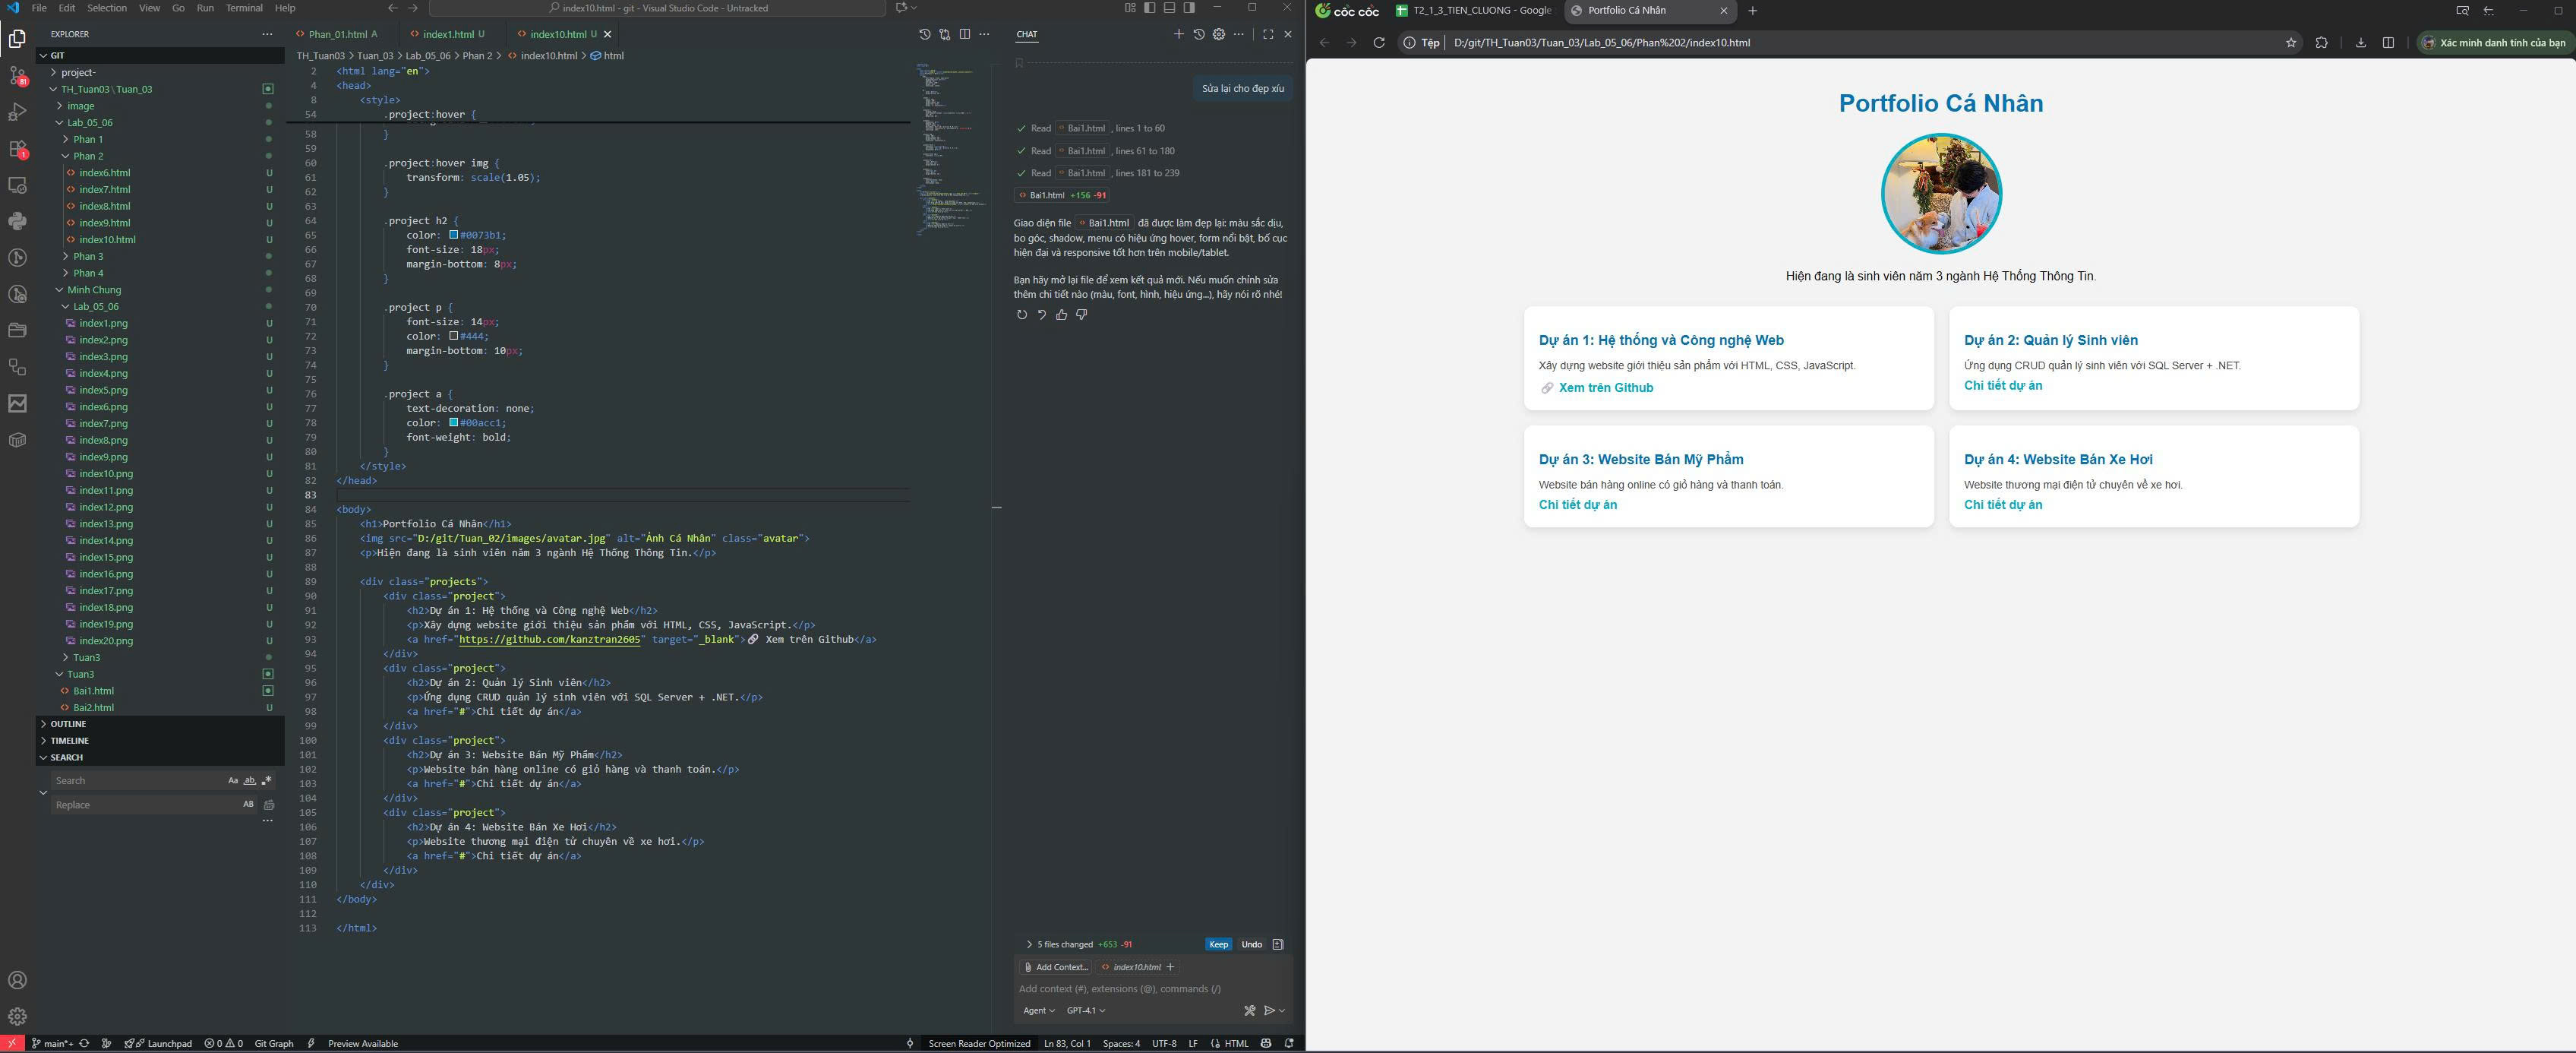 File Edit Selection View Go Run Terminal Help
index10.html - git - Visual Studio Code - Untracked
EXPLORER
GIT
project-
TH_Tuan03 \ Tuan_03
image
Lab_05_06
Phan 1
Phan 2
index6.html U
index7.html U
index8.html U
index9.html U
index10.html U
Phan 3
Phan 4
Minh Chung
Lab_05_06
index1.png U
index2.png U
index3.png U
index4.png U
index5.png U
index6.png U
index7.png U
index8.png U
index9.png U
index10.png U
index11.png U
index12.png U
index13.png U
index14.png U
index15.png U
index16.png U
index17.png U
index18.png U
index19.png U
index20.png U
Tuan3
Tuan3
Bai1.html
Bai2.html U
OUTLINE
TIMELINE
SEARCH
Search Aa ab .*
Replace AB
81
1
Phan_01.html A index1.html U index10.html U
TH_Tuan03 > Tuan_03 > Lab_05_06 > Phan 2 > index10.html > html
2 <html lang="en">
4 <head>
8 <style>
54 .project:hover {
58 }
59
60 .project:hover img {
61 transform: scale(1.05);
62 }
63
64 .project h2 {
65 color: #0073b1;
66 font-size: 18px;
67 margin-bottom: 8px;
68 }
69
70 .project p {
71 font-size: 14px;
72 color: #444;
73 margin-bottom: 10px;
74 }
75
76 .project a {
77 text-decoration: none;
78 color: #00acc1;
79 font-weight: bold;
80 }
81 </style>
82 </head>
83
84 <body>
85 <h1>Portfolio Cá Nhân</h1>
86 <img src="D:/git/Tuan_02/images/avatar.jpg" alt="Ảnh Cá Nhân" class="avatar">
87 <p>Hiện đang là sinh viên năm 3 ngành Hệ Thống Thông Tin.</p>
88
89 <div class="projects">
90 <div class="project">
91 <h2>Dự án 1: Hệ thống và Công nghệ Web</h2>
92 <p>Xây dựng website giới thiệu sản phẩm với HTML, CSS, JavaScript.</p>
93 <a href="https://github.com/kanztran2605" target="_blank">🔗 Xem trên Github</a>
94 </div>
95 <div class="project">
96 <h2>Dự án 2: Quản lý Sinh viên</h2>
97 <p>Ứng dụng CRUD quản lý sinh viên với SQL Server + .NET.</p>
98 <a href="#">Chi tiết dự án</a>
99 </div>
100 <div class="project">
101 <h2>Dự án 3: Website Bán Mỹ Phẩm</h2>
102 <p>Website bán hàng online có giỏ hàng và thanh toán.</p>
103 <a href="#">Chi tiết dự án</a>
104 </div>
105 <div class="project">
106 <h2>Dự án 4: Website Bán Xe Hơi</h2>
107 <p>Website thương mại điện tử chuyên về xe hơi.</p>
108 <a href="#">Chi tiết dự án</a>
109 </div>
110 </div>
111 </body>
112
113 </html>
CHAT
Sửa lại cho đẹp xíu
Read Bai1.html, lines 1 to 60
Read Bai1.html, lines 61 to 180
Read Bai1.html, lines 181 to 239
Bai1.html +156 -91
Giao diện file Bai1.html đã được làm đẹp lại: màu sắc dịu,
bo góc, shadow, menu có hiệu ứng hover, form nổi bật, bố cục
hiện đại và responsive tốt hơn trên mobile/tablet.
Bạn hãy mở lại file để xem kết quả mới. Nếu muốn chỉnh sửa
thêm chi tiết nào (màu, font, hình, hiệu ứng...), hãy nói rõ nhé!
5 files changed +653 -91 Keep Undo
Add Context... index10.html +
Add context (#), extensions (@), commands (/)
Agent GPT-4.1
main*+ Launchpad 0 0 Git Graph Preview Available
Screen Reader Optimized Ln 83, Col 1 Spaces: 4 UTF-8 LF HTML
cốc cốc T2_1_3_TIEN_CLUONG - Google Portfolio Cá Nhân
Tệp D:/git/TH_Tuan03/Tuan_03/Lab_05_06/Phan%202/index10.html Xác minh danh tính của bạn
Portfolio Cá Nhân
Hiện đang là sinh viên năm 3 ngành Hệ Thống Thông Tin.
Dự án 1: Hệ thống và Công nghệ Web
Xây dựng website giới thiệu sản phẩm với HTML, CSS, JavaScript.
🔗 Xem trên Github
Dự án 2: Quản lý Sinh viên
Ứng dụng CRUD quản lý sinh viên với SQL Server + .NET.
Chi tiết dự án
Dự án 3: Website Bán Mỹ Phẩm
Website bán hàng online có giỏ hàng và thanh toán.
Chi tiết dự án
Dự án 4: Website Bán Xe Hơi
Website thương mại điện tử chuyên về xe hơi.
Chi tiết dự án